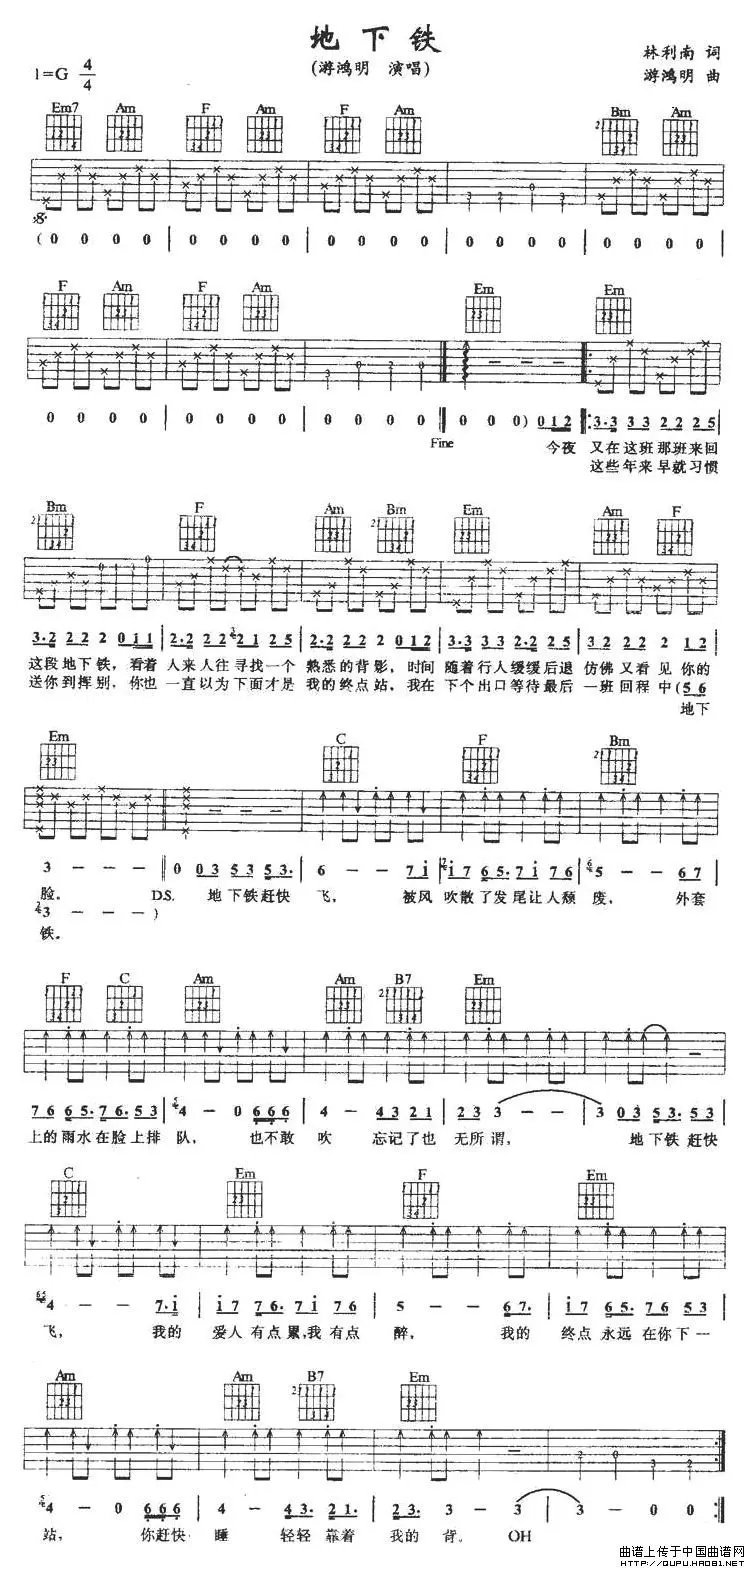 地下铁
(游鸿明 演唱)
林利南 词
游鸿明 曲
1=G 4/4
Em7 Am F Am F Am Bm Am
(0 0 0 0 | 0 0 0 0 | 0 0 0 0 | 0 0 0 0 | 0 0 0 0
F Am F Am Em Em
0 0 0 0 | 0 0 0 0 | 0 0 0 0 | 0 0 0) 0 1 2 | 3·3 3 3 2 2 2 5
Fine
今夜 又在这班那班来回
这些年来早就习惯
Bm F Am Bm Em Am F
3·2 2 2 2 0 1 1 | 2·2 2 2 2 1 2 5 | 2·2 2 2 2 0 1 2 | 3·3 3 3 2 2 2 5 | 3·2 2 2 2 1 2
这段地下铁，看着 人来人往寻找一个 熟悉的背影，时间 随着行人缓缓后退 仿佛又看见你的
送你到挥别，你也 一直以为下面才是 我的终点站，我在 下个出口等待最后 一班回程中(5 6
地下
Em C F Bm
3 - - - | 0 0 3 5 3 5 3· | 6 - - 7 i | i 7 6 5· 7 i 7 6 | 5 - - 6 7
脸。 D.S. 地下铁赶快 飞， 被风 吹散了发尾让人颓 废， 外套
3 - - - )
铁。
F C Am Am B7 Em
7 6 6 5· 7 6· 5 3 | 4 - 0 6 6 6 | 4 - 4 3 2 1 | 2 3 3 - - | 3 0 3 5 3· 5 3
上的雨水在脸上排 队， 也不敢 吹 忘记了也 无所谓， 地下铁 赶快
C Em F Em
4 - - 7·i | i 7 7 6· 7 i 7 6 | 5 - - 6 7· | i 7 6 5· 7 6 5 3
飞， 我的 爱人有点累，我有点 醉， 我的 终点永远在你下一
Am Am B7 Em
4 - 0 6 6 6 | 4 - 4 3· 2 1· | 2 3· 3 - 3 | 3 - 0 0
站， 你赶快 睡 轻轻靠着 我的背。 OH
曲谱上传于中国曲谱网
http://QUPU.HAO81.NET